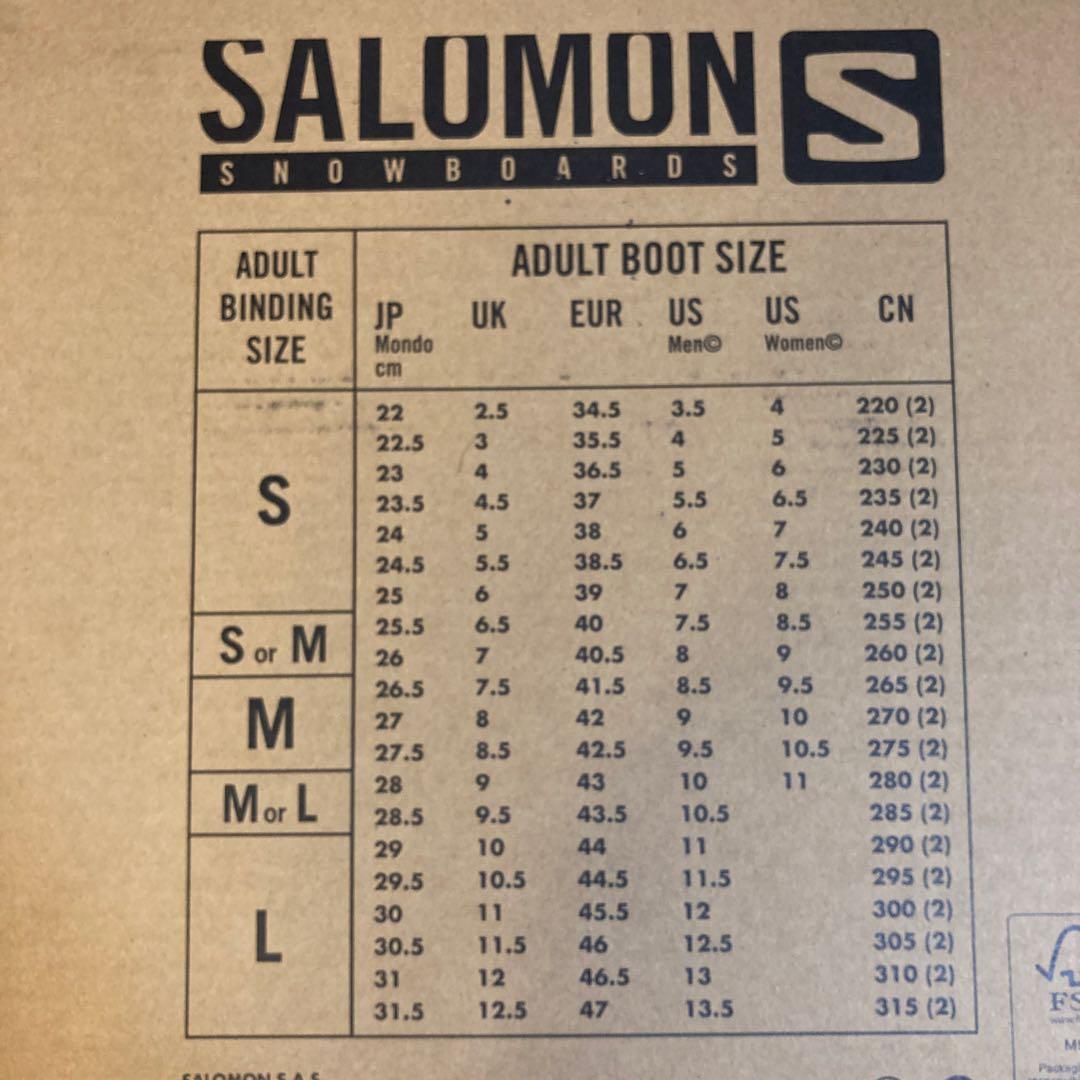 SALOMON S
SNOWBOARDS
ADULT BINDING SIZE
ADULT BOOT SIZE
JP Mondo cm UK EUR US Men© US Women© CN
S
22 2.5 34.5 3.5 4 220 (2)
22.5 3 35.5 4 5 225 (2)
23 4 36.5 5 6 230 (2)
23.5 4.5 37 5.5 6.5 235 (2)
24 5 38 6 7 240 (2)
24.5 5.5 38.5 6.5 7.5 245 (2)
25 6 39 7 8 250 (2)
S or M
25.5 6.5 40 7.5 8.5 255 (2)
26 7 40.5 8 9 260 (2)
M
26.5 7.5 41.5 8.5 9.5 265 (2)
27 8 42 9 10 270 (2)
27.5 8.5 42.5 9.5 10.5 275 (2)
M or L
28 9 43 10 11 280 (2)
28.5 9.5 43.5 10.5 285 (2)
L
29 10 44 11 290 (2)
29.5 10.5 44.5 11.5 295 (2)
30 11 45.5 12 300 (2)
30.5 11.5 46 12.5 305 (2)
31 12 46.5 13 310 (2)
31.5 12.5 47 13.5 315 (2)
FS
SALOMON S.A.S